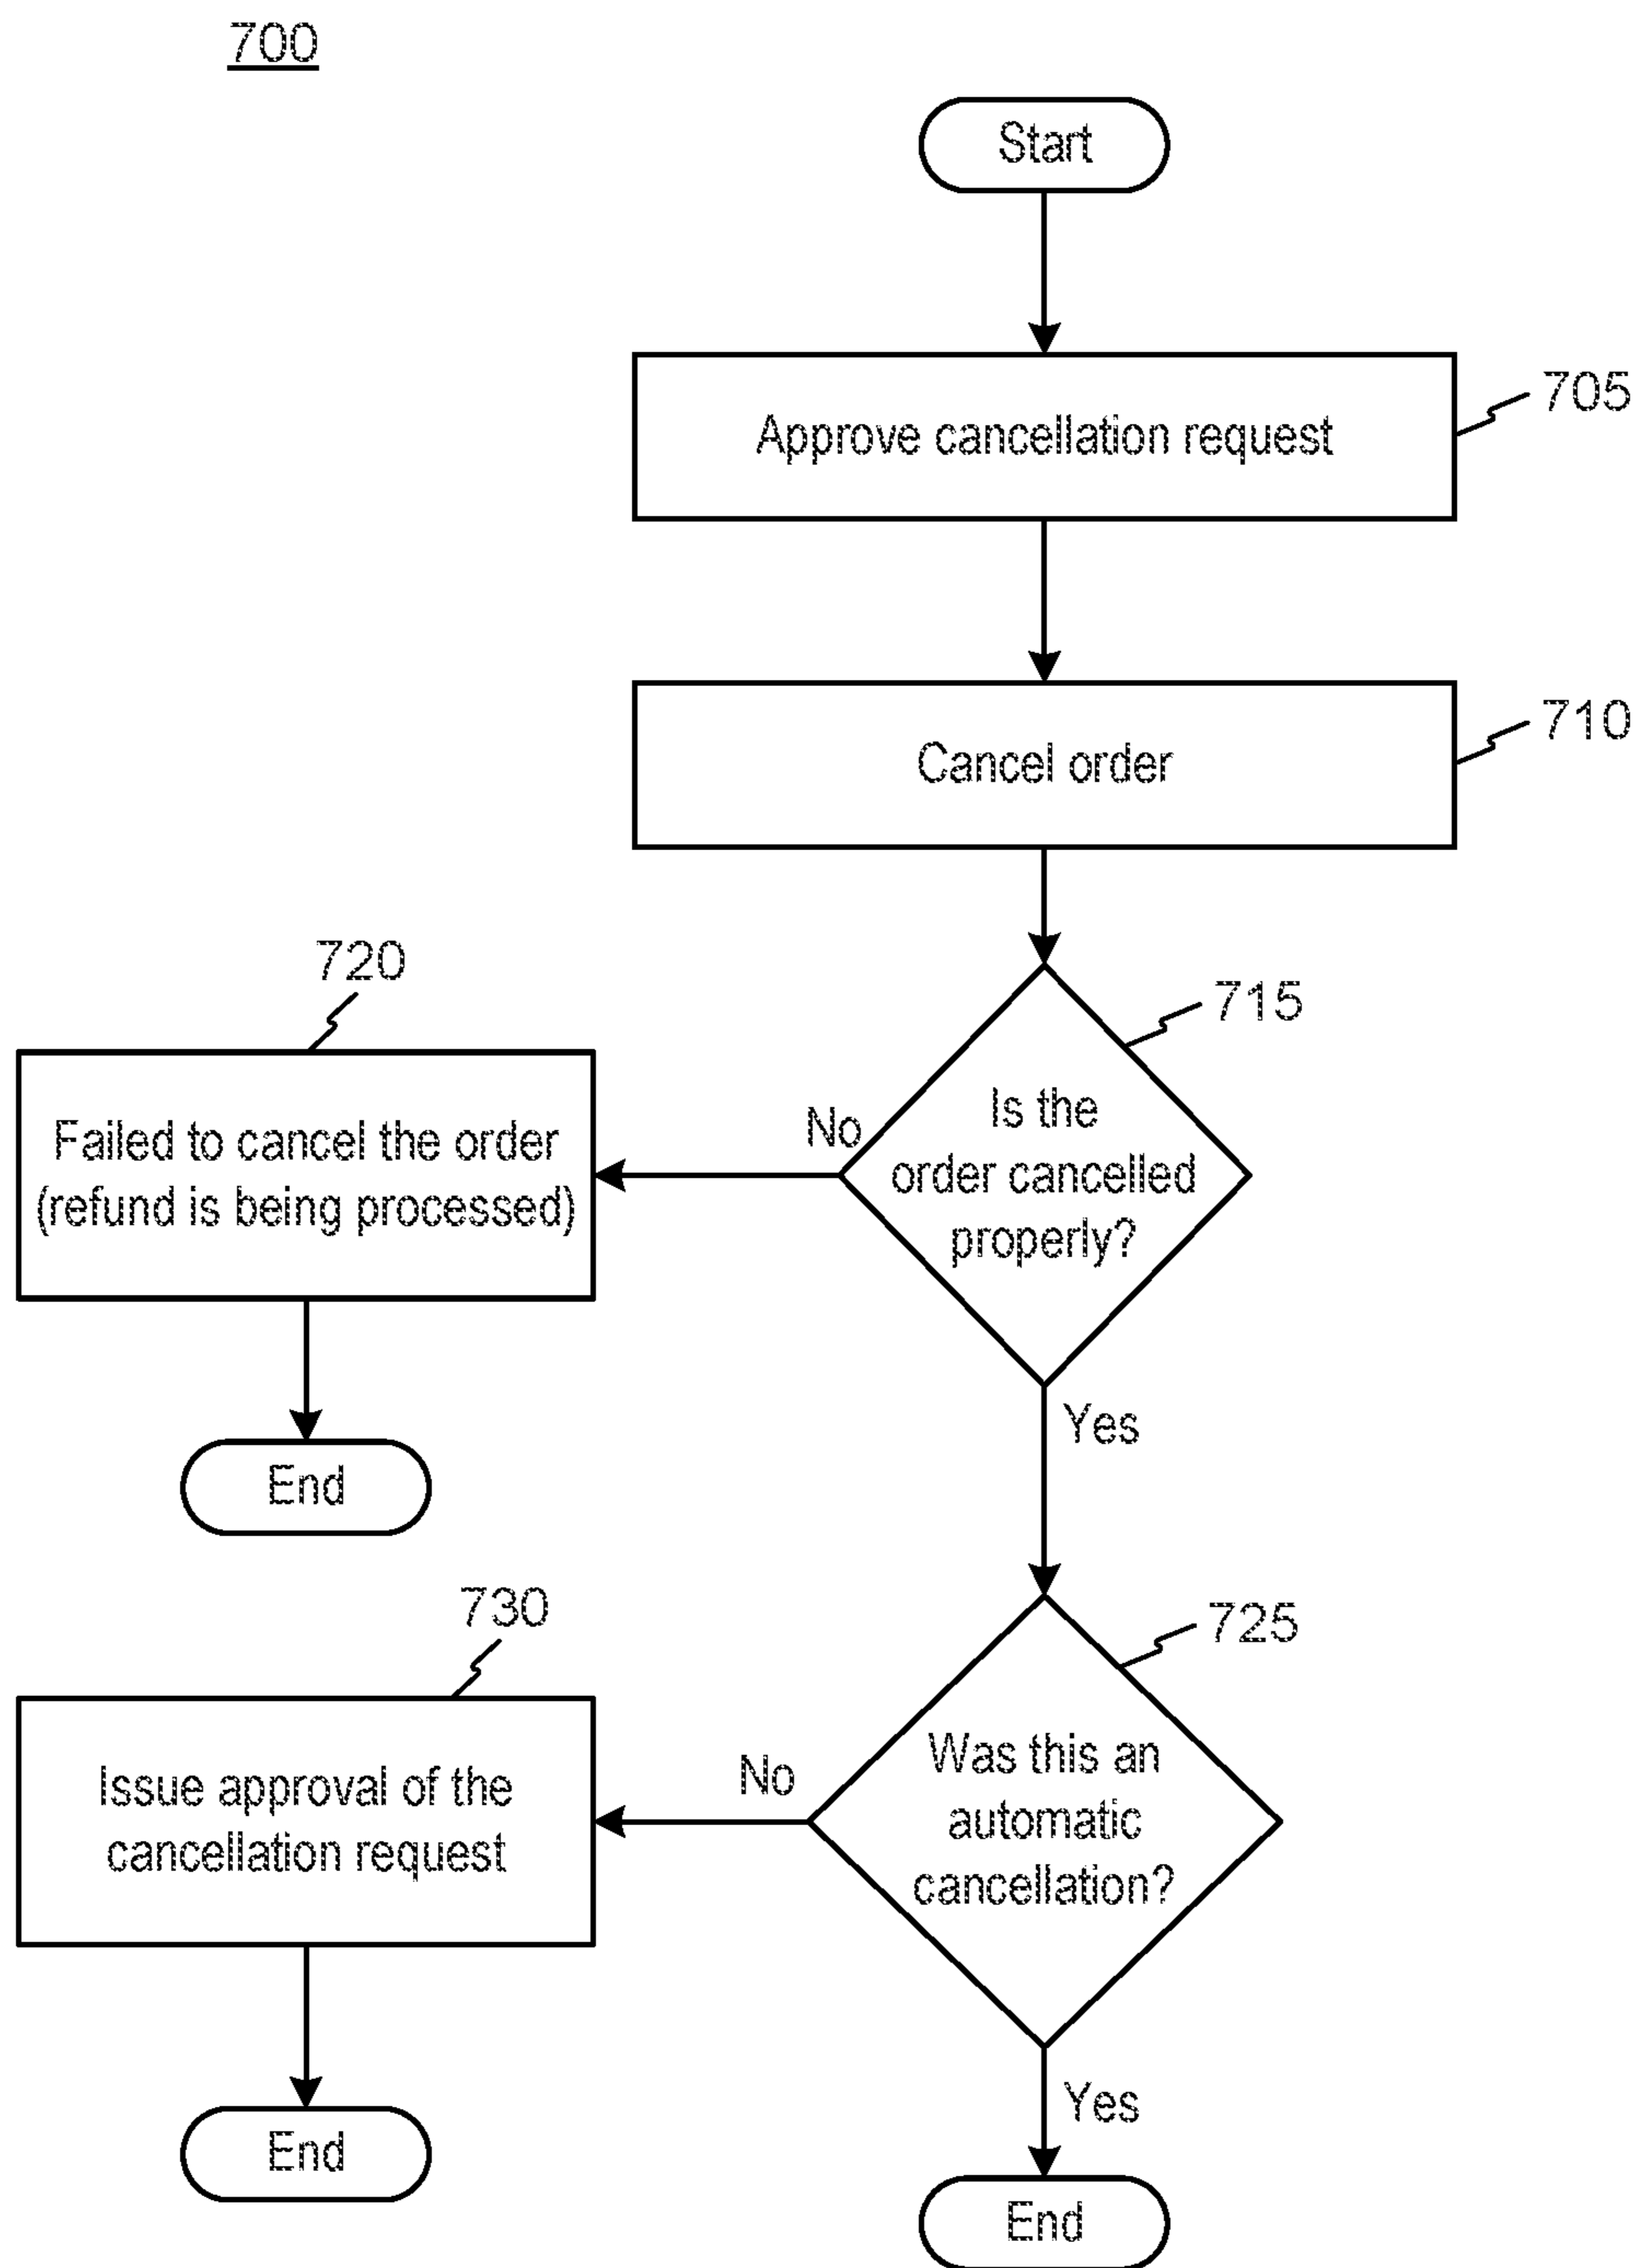 700
Start
705
Approve cancellation request
710
Cancel order
720
715
Is the
order cancelled
properly?
No
Failed to cancel the order
(refund is being processed)
Yes
End
730
725
Was this an
automatic
cancellation?
No
Issue approval of the
cancellation request
Yes
End
End